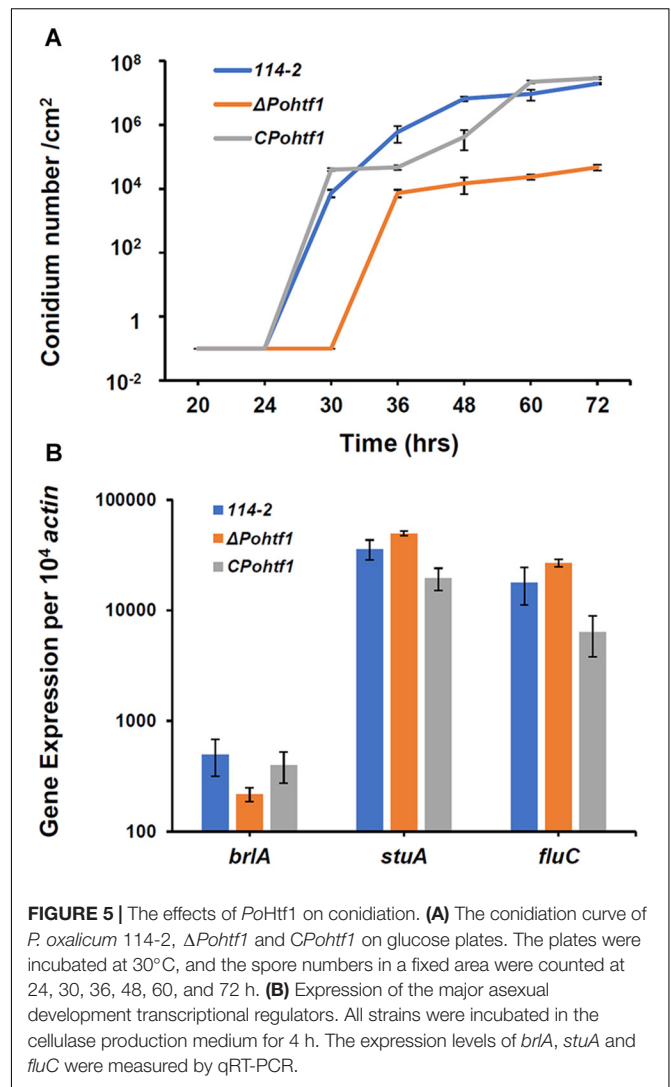 A
Conidium number /cm²
10⁸
10⁶
10⁴
10²
1
10⁻²
114-2
ΔPohtf1
CPohtf1
20 24 30 36 48 60 72
Time (hrs)
B
Gene Expression per 10⁴ actin
100000
10000
1000
100
114-2
ΔPohtf1
CPohtf1
brlA stuA fluC
FIGURE 5 | The effects of PoHtf1 on conidiation. (A) The conidiation curve of
P. oxalicum 114-2, ΔPohtf1 and CPohtf1 on glucose plates. The plates were
incubated at 30°C, and the spore numbers in a fixed area were counted at
24, 30, 36, 48, 60, and 72 h. (B) Expression of the major asexual
development transcriptional regulators. All strains were incubated in the
cellulase production medium for 4 h. The expression levels of brlA, stuA and
fluC were measured by qRT-PCR.